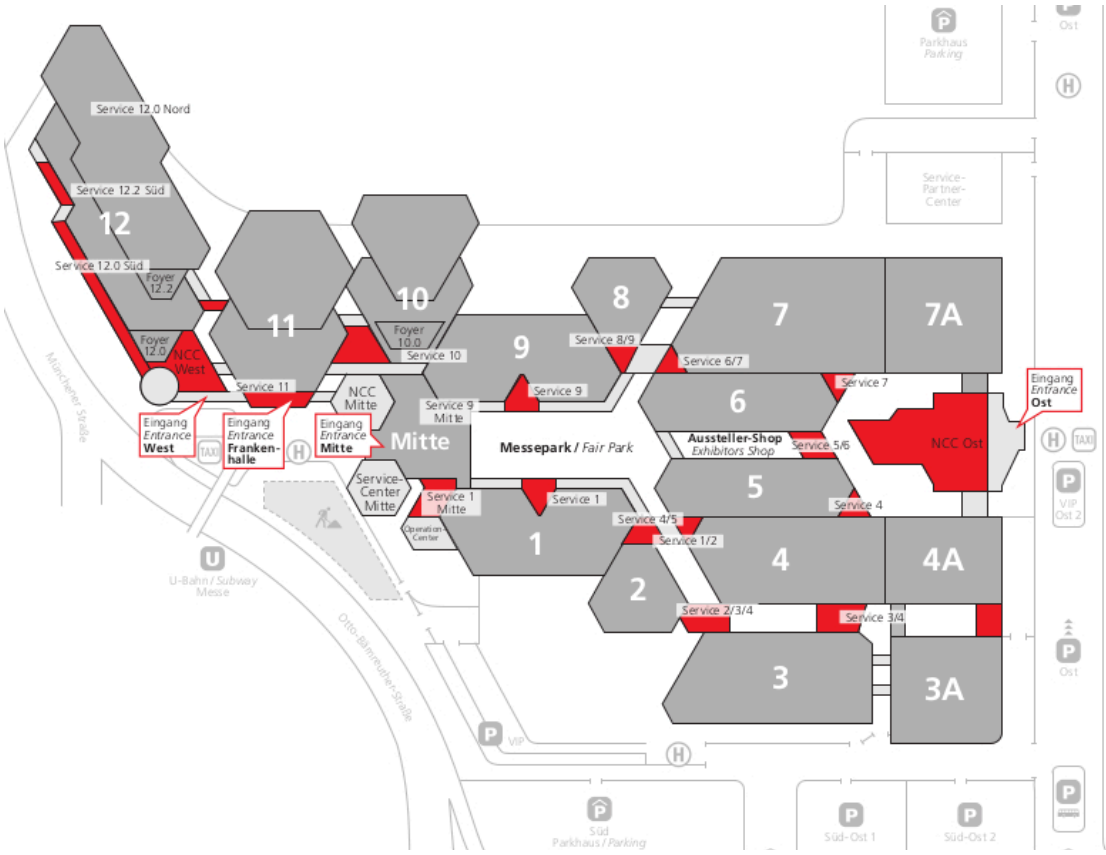 P
Ost
P
Parkhaus
Parking
H
Service-
Partner-
Center
Service 12.0 Nord
Service 12.2 Süd
12
Service 12.0 Süd
Foyer
12.2
Foyer
12.0
NCC
West
11
10
Foyer
10.0
Service 10
Service 11
9
8
Service 8/9
7
7A
Service 6/7
Service 7
6
Service 9
Service 9
Mitte
NCC
Mitte
Mitte
Eingang
Entrance
West
Eingang
Entrance
Franken-
halle
Eingang
Entrance
Mitte
Eingang
Entrance
Ost
Messepark / Fair Park
Aussteller-Shop
Exhibitors Shop
Service 5/6
NCC Ost
H
TAXI
TAXI
H
Münchener Straße
Service-
Center
Mitte
Service 1
Mitte
Operation-
Center
Service 1
5
Service 4
Service 4/5
Service 1/2
P
VIP
Ost 2
1
2
4
4A
U
U-Bahn / Subway
Messe
Otto-Bärnreuther-Straße
Service 2/3/4
Service 3/4
3
3A
P
Ost
P
VIP
H
P
Süd
Parkhaus / Parking
P
Süd-Ost 1
P
Süd-Ost 2
P